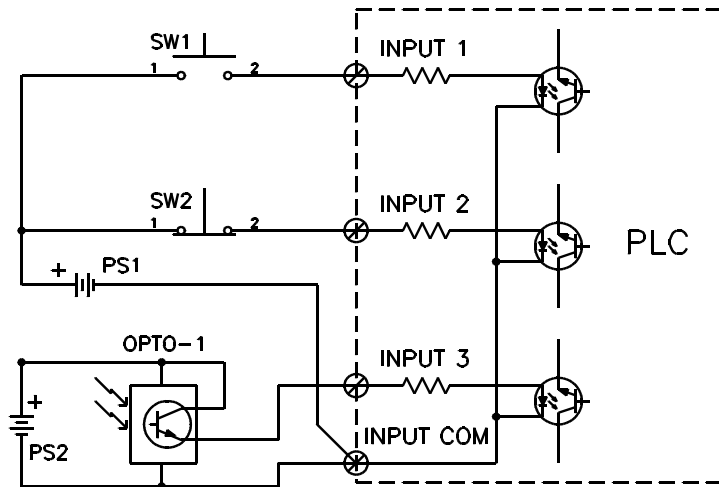 SW1
INPUT 1
1 2
SW2
INPUT 2
1 2
PLC
+ PS1
OPTO-1
INPUT 3
+
INPUT COM
PS2